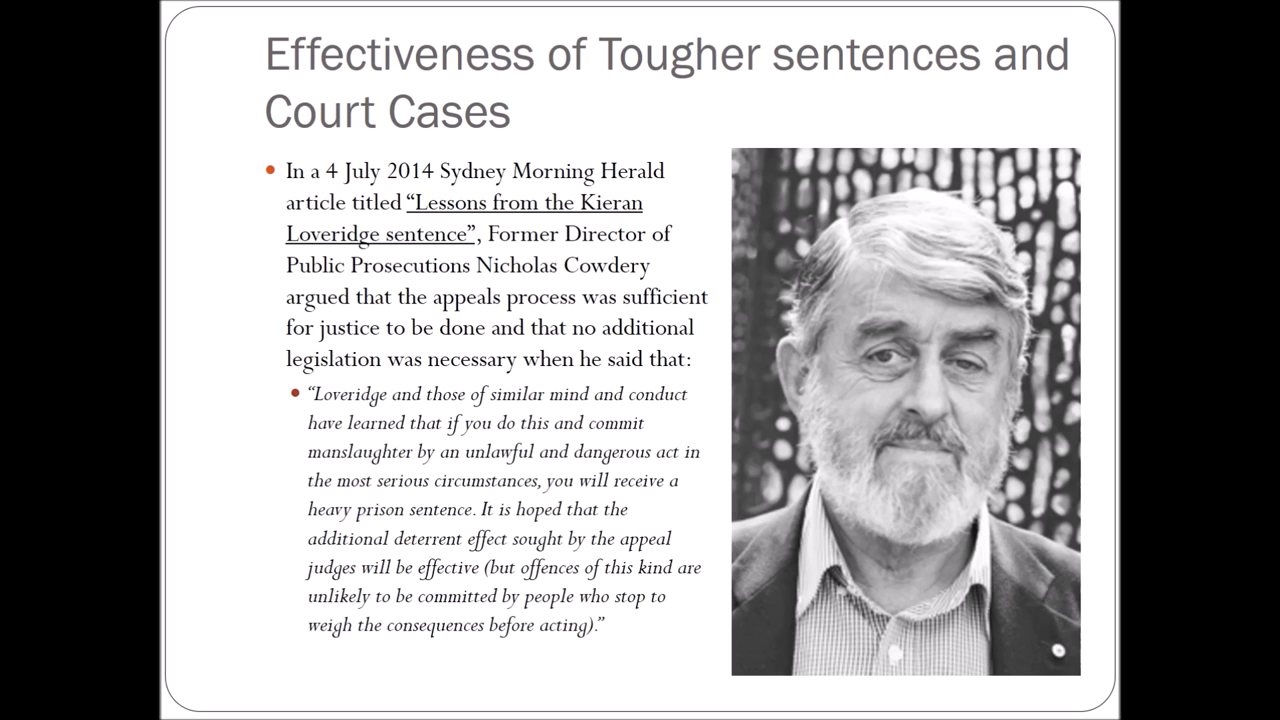 Effectiveness of Tougher sentences and
Court Cases
In a 4 July 2014 Sydney Morning Herald
article titled “Lessons from the Kieran
Loveridge sentence”, Former Director of
Public Prosecutions Nicholas Cowdery
argued that the appeals process was sufficient
for justice to be done and that no additional
legislation was necessary when he said that:
“Loveridge and those of similar mind and conduct
have learned that if you do this and commit
manslaughter by an unlawful and dangerous act in
the most serious circumstances, you will receive a
heavy prison sentence. It is hoped that the
additional deterrent effect sought by the appeal
judges will be effective (but offences of this kind are
unlikely to be committed by people who stop to
weigh the consequences before acting).”